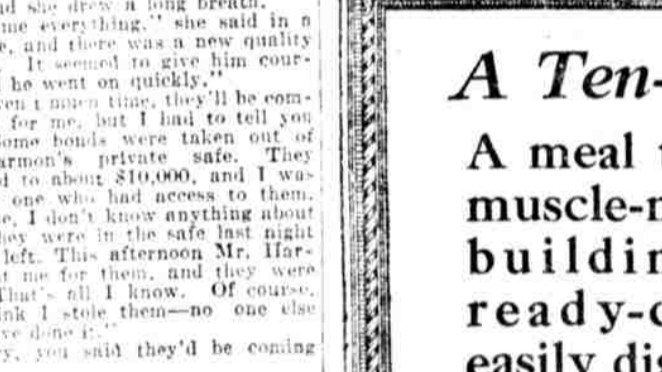 she drew a long breath.
me everything," she said in a
and there was a new quality
It seemed to give him cour-
he went on quickly."
much time, they'll be com-
for me, but I had to tell you
ome bonds were taken out of
armon's private safe. They
d to about $10,000, and I was
one who had access to them.
e, I don't know anything about
hey were in the safe last night
left. This afternoon Mr. Har-
me for them, and they were
That's all I know. Of course,
ink I stole them—no one else
ve done it."
y, you said they'd be coming
A Ten-
A meal
muscle-
buildin
ready-c
easily dis